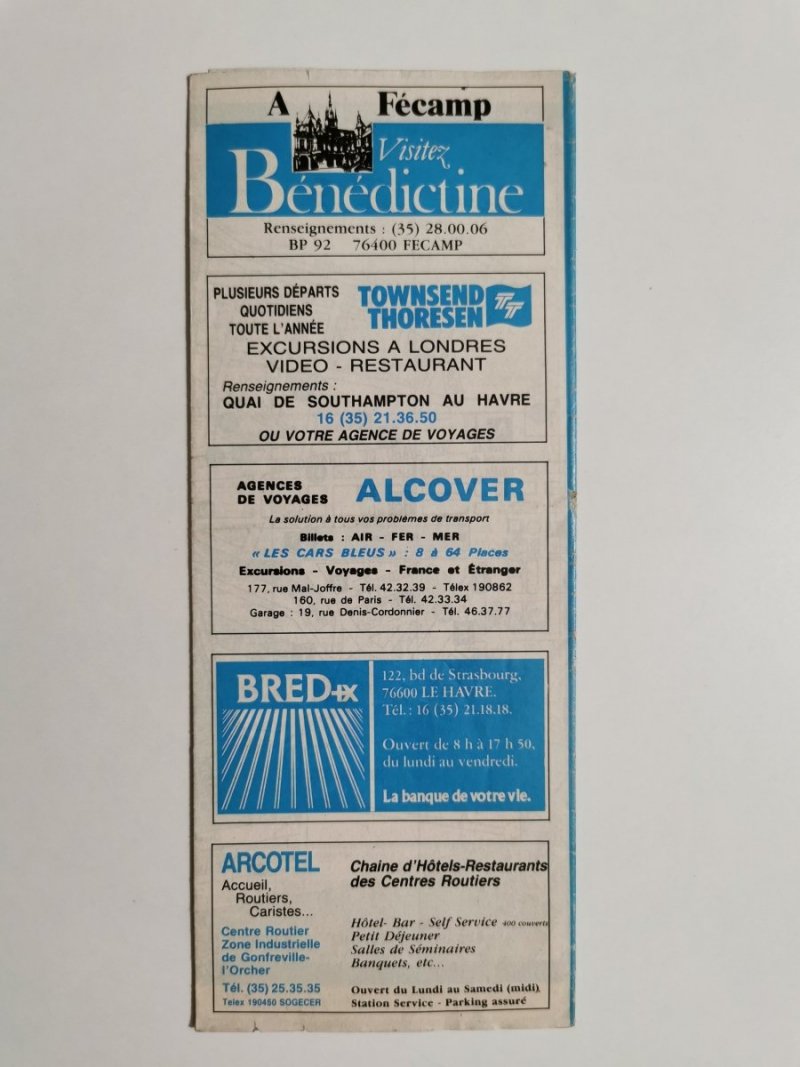 A Fécamp
Visitez
Bénédictine
Renseignements : (35) 28.00.06
BP 92 76400 FECAMP
PLUSIEURS DÉPARTS
QUOTIDIENS
TOUTE L'ANNÉE
TOWNSEND
THORESEN
TT
EXCURSIONS A LONDRES
VIDEO - RESTAURANT
Renseignements :
QUAI DE SOUTHAMPTON AU HAVRE
16 (35) 21.36.50
OU VOTRE AGENCE DE VOYAGES
AGENCES
DE VOYAGES
ALCOVER
La solution à tous vos problèmes de transport
Billets : AIR - FER - MER
« LES CARS BLEUS » : 8 à 64 Places
Excursions - Voyages - France et Étranger
177, rue Mal-Joffre - Tél. 42.32.39 - Télex 190862
160, rue de Paris - Tél. 42.33.34
Garage : 19, rue Denis-Cordonnier - Tél. 46.37.77
BRED
122, bd de Strasbourg,
76600 LE HAVRE.
Tél. : 16 (35) 21.18.18.
Ouvert de 8 h à 17 h 50,
du lundi au vendredi.
La banque de votre vie.
ARCOTEL
Accueil,
Routiers,
Caristes...
Centre Routier
Zone Industrielle
de Gonfreville-
l'Orcher
Tél. (35) 25.35.35
Telex 190450 SOGECER
Chaine d'Hôtels-Restaurants
des Centres Routiers
Hôtel- Bar - Self Service 400 couverts
Petit Déjeuner
Salles de Séminaires
Banquets, etc...
Ouvert du Lundi au Samedi (midi).
Station Service - Parking assuré